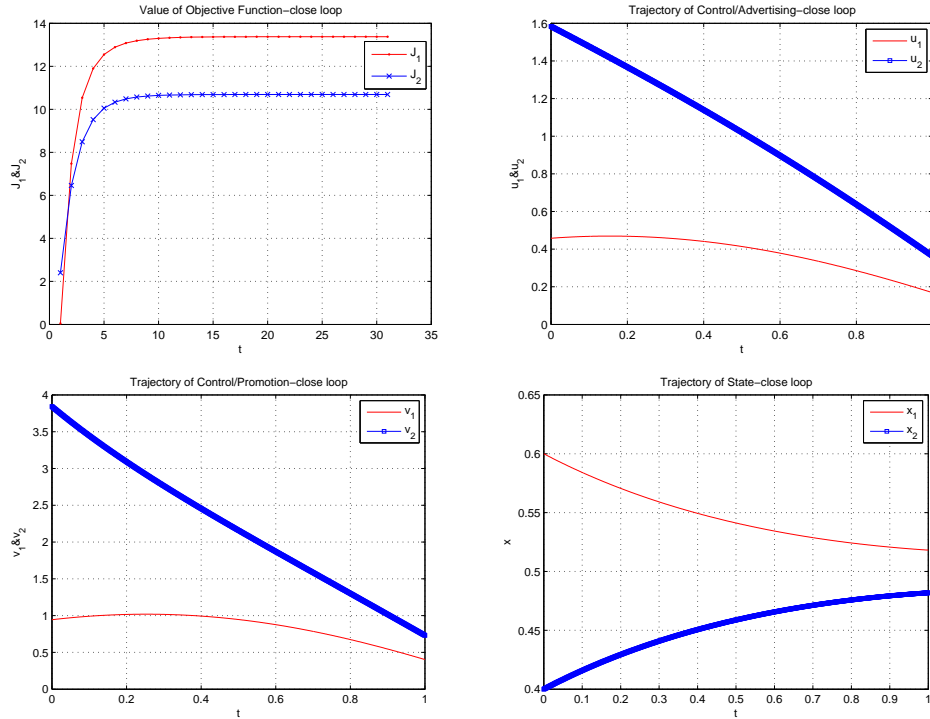 Value of Objective Function−close loop
14
12
10
8
6
4
2
0
J1&J2
0 5 10 15 20 25 30 35
t
J1
J2
Trajectory of Control/Advertising−close loop
1.6
1.4
1.2
1
0.8
0.6
0.4
0.2
0
u1&u2
0 0.2 0.4 0.6 0.8
t
u1
u2
Trajectory of Control/Promotion−close loop
4
3.5
3
2.5
2
1.5
1
0.5
0
v1&v2
0 0.2 0.4 0.6 0.8 1
t
v1
v2
Trajectory of State−close loop
0.65
0.6
0.55
0.5
0.45
0.4
x
0 0.1 0.2 0.3 0.4 0.5 0.6 0.7 0.8 0.9 1
t
x1
x2